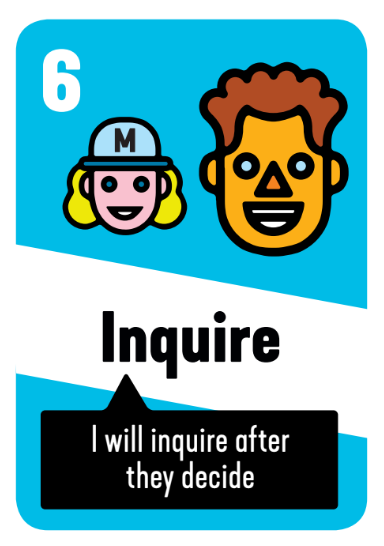 6
M
Inquire
I will inquire after
they decide